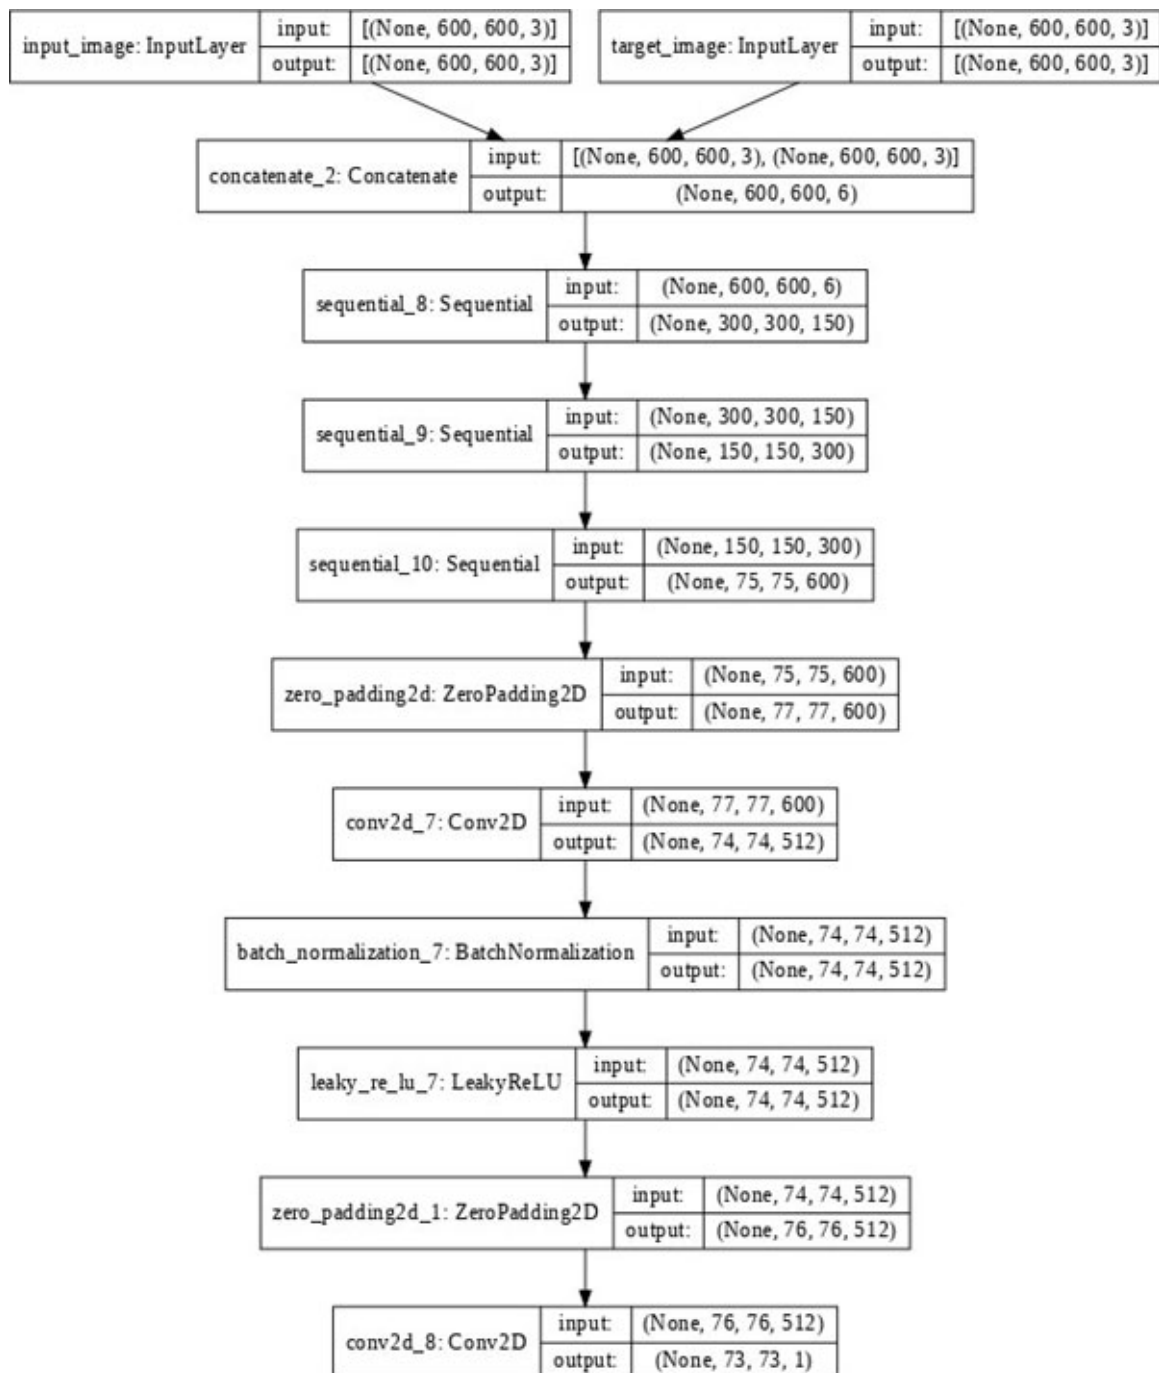 input_image: InputLayer
input: [(None, 600, 600, 3)]
output: [(None, 600, 600, 3)]
target_image: InputLayer
input: [(None, 600, 600, 3)]
output: [(None, 600, 600, 3)]
concatenate_2: Concatenate
input: [(None, 600, 600, 3), (None, 600, 600, 3)]
output: (None, 600, 600, 6)
sequential_8: Sequential
input: (None, 600, 600, 6)
output: (None, 300, 300, 150)
sequential_9: Sequential
input: (None, 300, 300, 150)
output: (None, 150, 150, 300)
sequential_10: Sequential
input: (None, 150, 150, 300)
output: (None, 75, 75, 600)
zero_padding2d: ZeroPadding2D
input: (None, 75, 75, 600)
output: (None, 77, 77, 600)
conv2d_7: Conv2D
input: (None, 77, 77, 600)
output: (None, 74, 74, 512)
batch_normalization_7: BatchNormalization
input: (None, 74, 74, 512)
output: (None, 74, 74, 512)
leaky_re_lu_7: LeakyReLU
input: (None, 74, 74, 512)
output: (None, 74, 74, 512)
zero_padding2d_1: ZeroPadding2D
input: (None, 74, 74, 512)
output: (None, 76, 76, 512)
conv2d_8: Conv2D
input: (None, 76, 76, 512)
output: (None, 73, 73, 1)